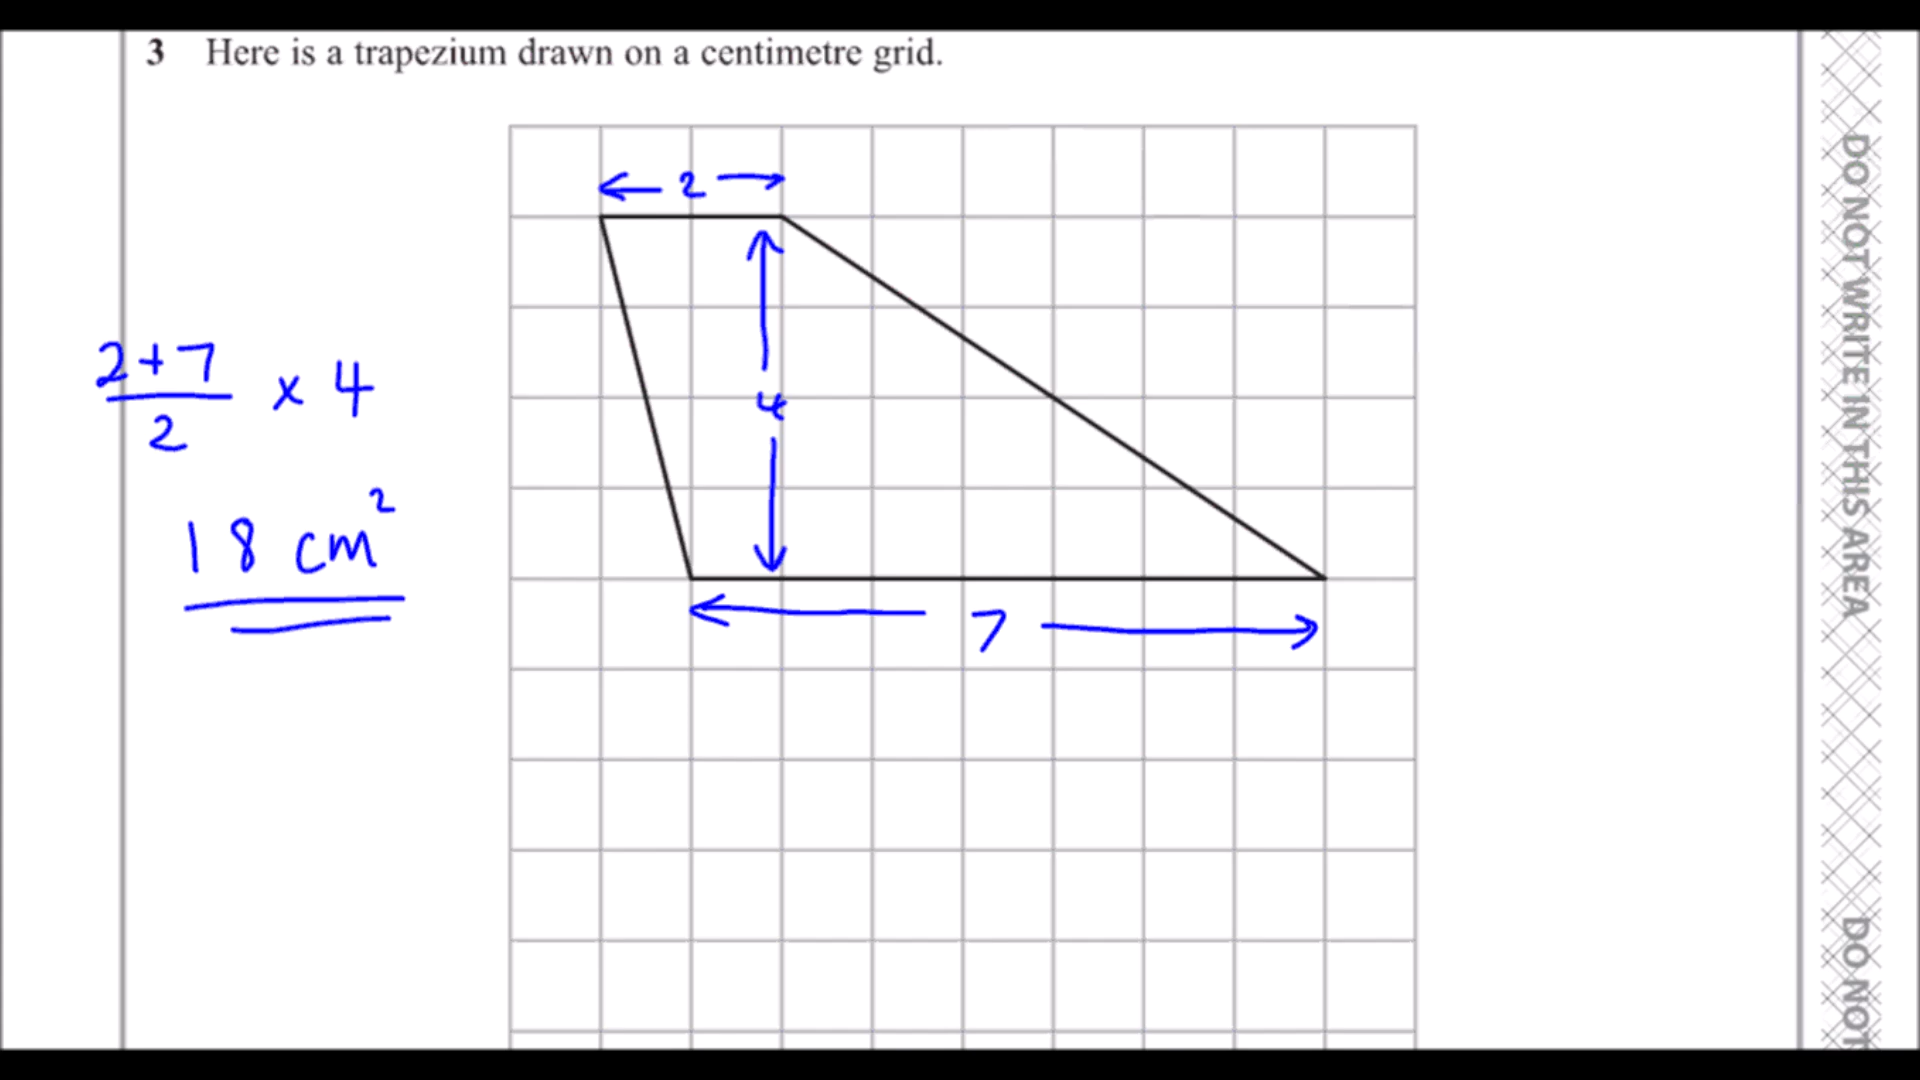 3 Here is a trapezium drawn on a centimetre grid.
2
4
7
2+7
2
x 4
18 cm²
DO NOT WRITE IN THIS AREA
DO NOT